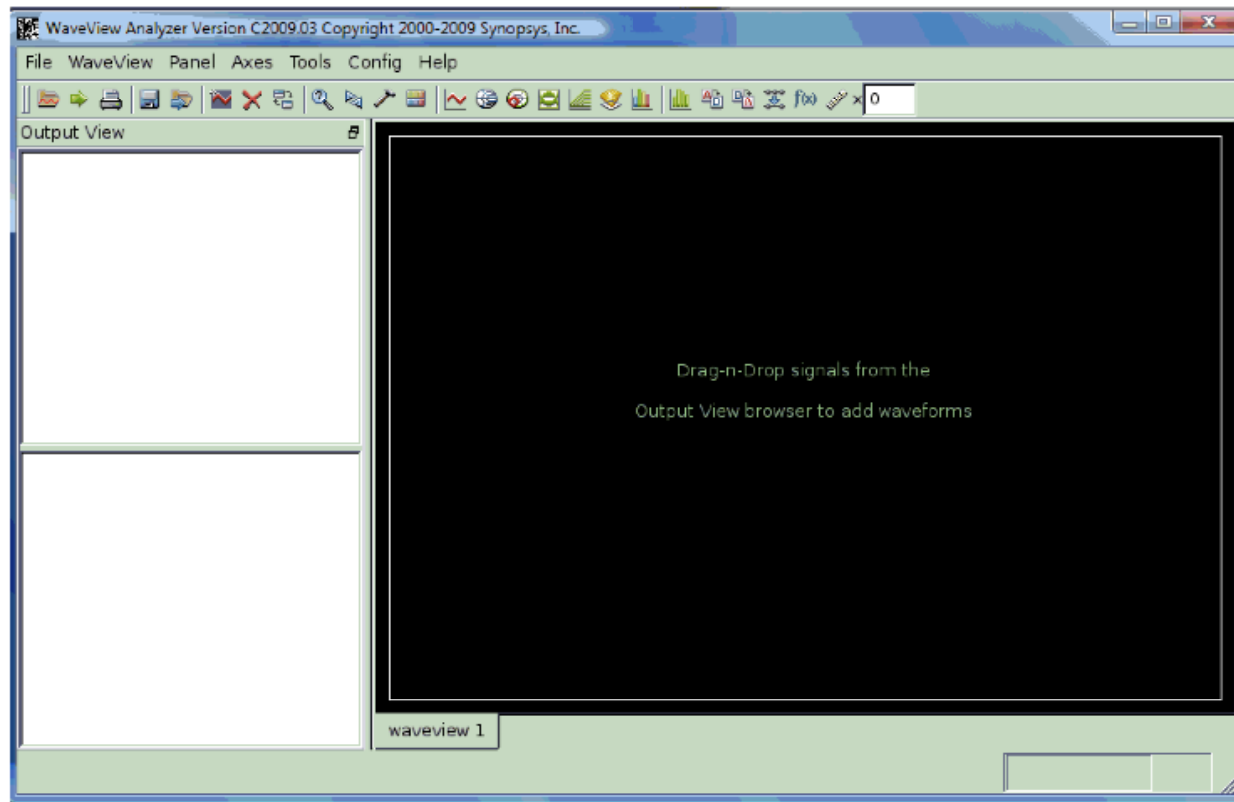 WaveView Analyzer Version C2009.03 Copyright 2000-2009 Synopsys, Inc.
File WaveView Panel Axes Tools Config Help
f(x) x 0
Output View
Drag-n-Drop signals from the
Output View browser to add waveforms
waveview 1